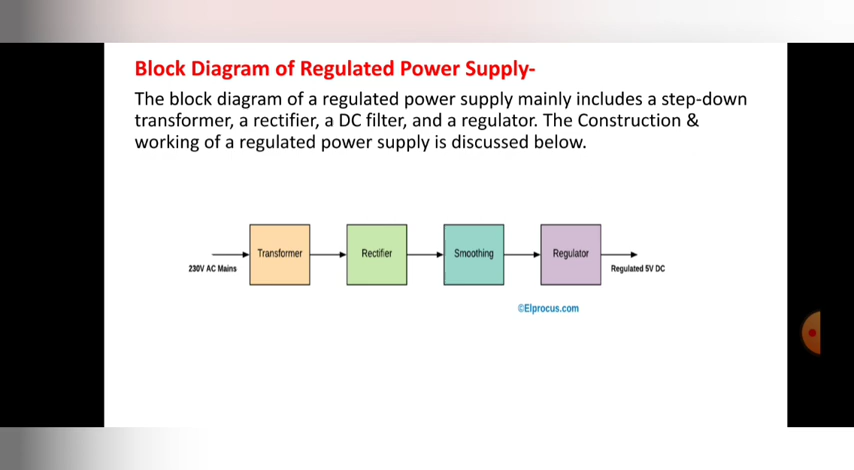 Block Diagram of Regulated Power Supply-
The block diagram of a regulated power supply mainly includes a step-down
transformer, a rectifier, a DC filter, and a regulator. The Construction &
working of a regulated power supply is discussed below.
230V AC Mains
Transformer
Rectifier
Smoothing
Regulator
Regulated 5V DC
©Elprocus.com